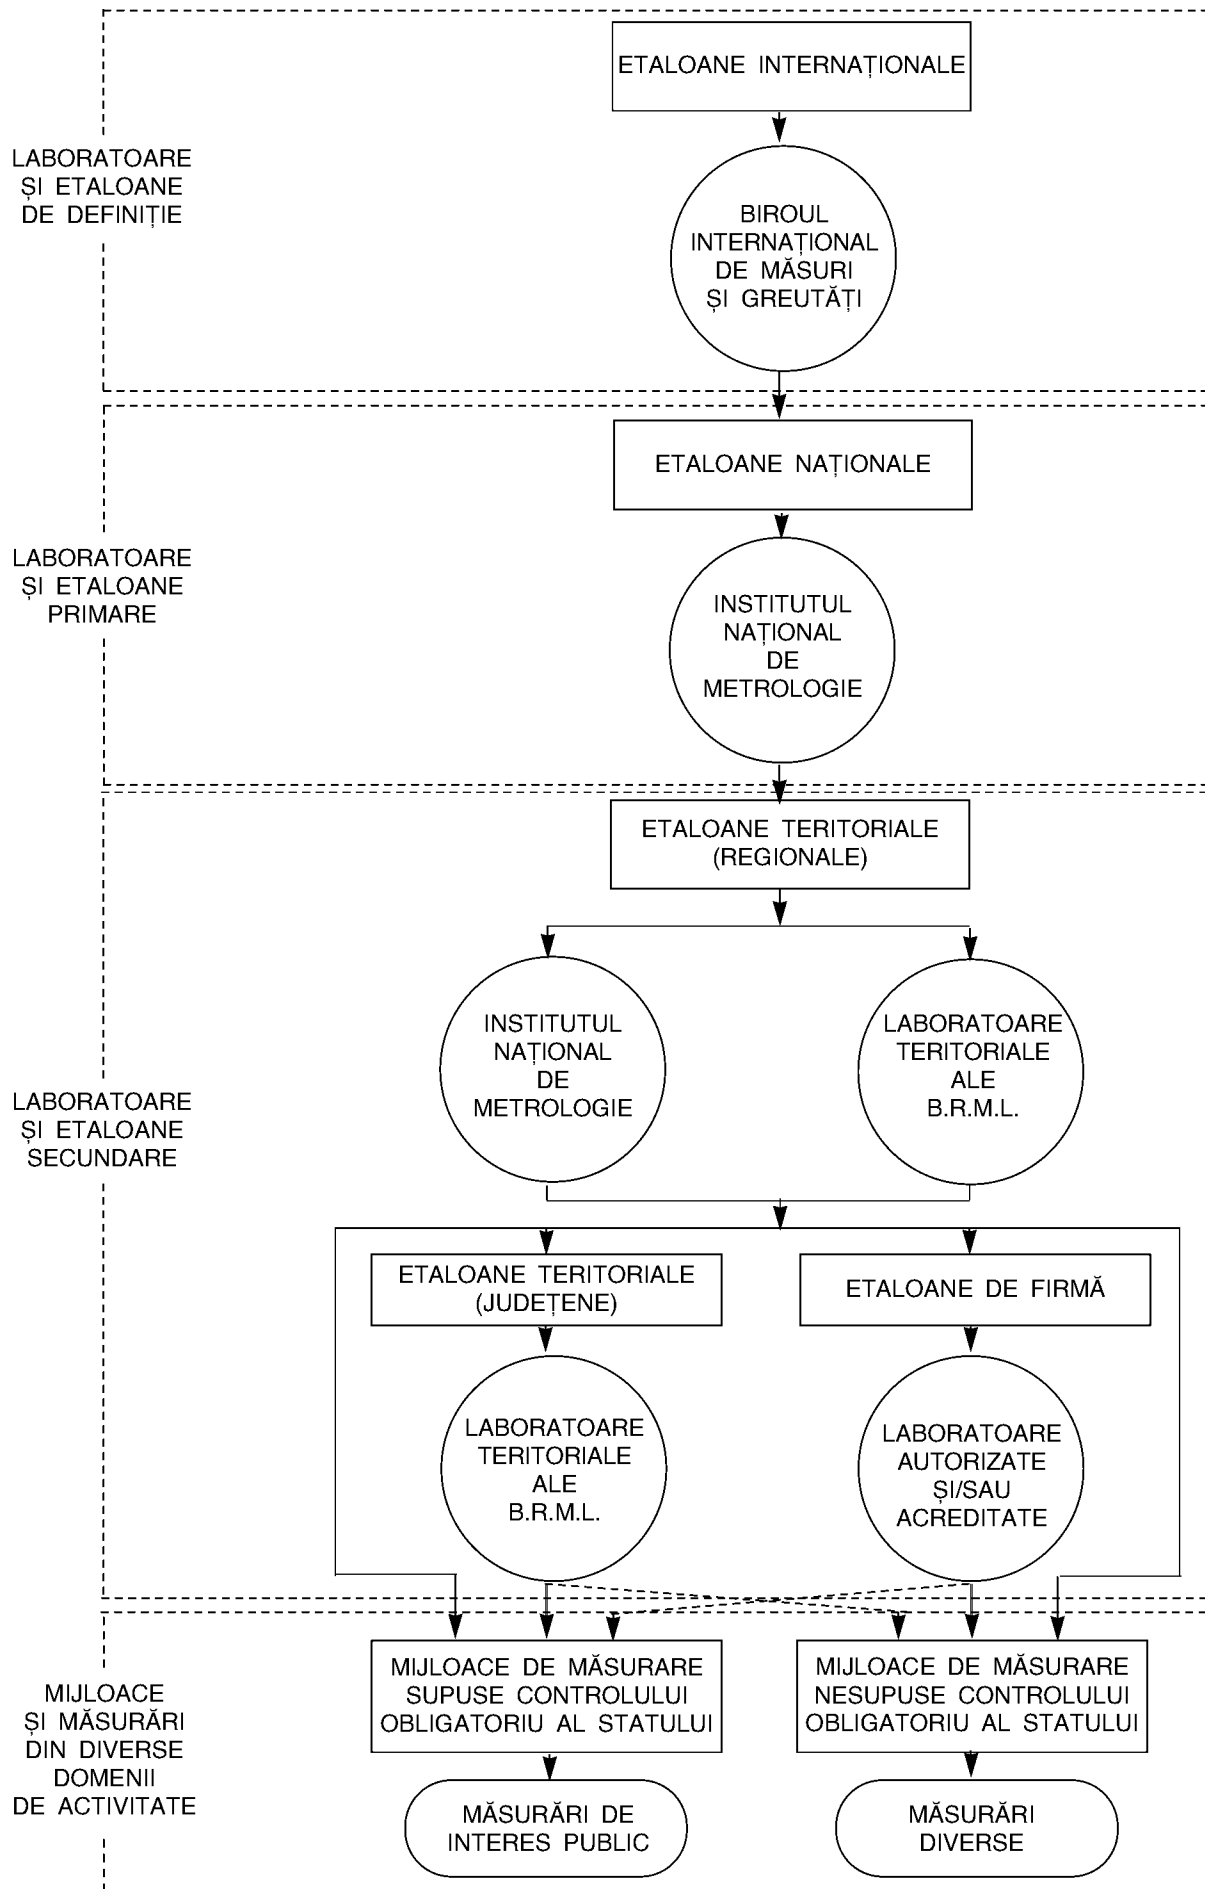 ETALOANE INTERNAȚIONALE
LABORATOARE
ȘI ETALOANE
DE DEFINIȚIE
BIROUL
INTERNAȚIONAL
DE MĂSURI
ȘI GREUTĂȚI
ETALOANE NAȚIONALE
LABORATOARE
ȘI ETALOANE
PRIMARE
INSTITUTUL
NAȚIONAL
DE
METROLOGIE
ETALOANE TERITORIALE
(REGIONALE)
INSTITUTUL
NAȚIONAL
DE
METROLOGIE
LABORATOARE
TERITORIALE
ALE
B.R.M.L.
LABORATOARE
ȘI ETALOANE
SECUNDARE
ETALOANE TERITORIALE
(JUDEȚENE)
ETALOANE DE FIRMĂ
LABORATOARE
TERITORIALE
ALE
B.R.M.L.
LABORATOARE
AUTORIZATE
ȘI/SAU
ACREDITATE
MIJLOACE
ȘI MĂSURĂRI
DIN DIVERSE
DOMENII
DE ACTIVITATE
MIJLOACE DE MĂSURARE
SUPUSE CONTROLULUI
OBLIGATORIU AL STATULUI
MIJLOACE DE MĂSURARE
NESUPUSE CONTROLULUI
OBLIGATORIU AL STATULUI
MĂSURĂRI DE
INTERES PUBLIC
MĂSURĂRI
DIVERSE